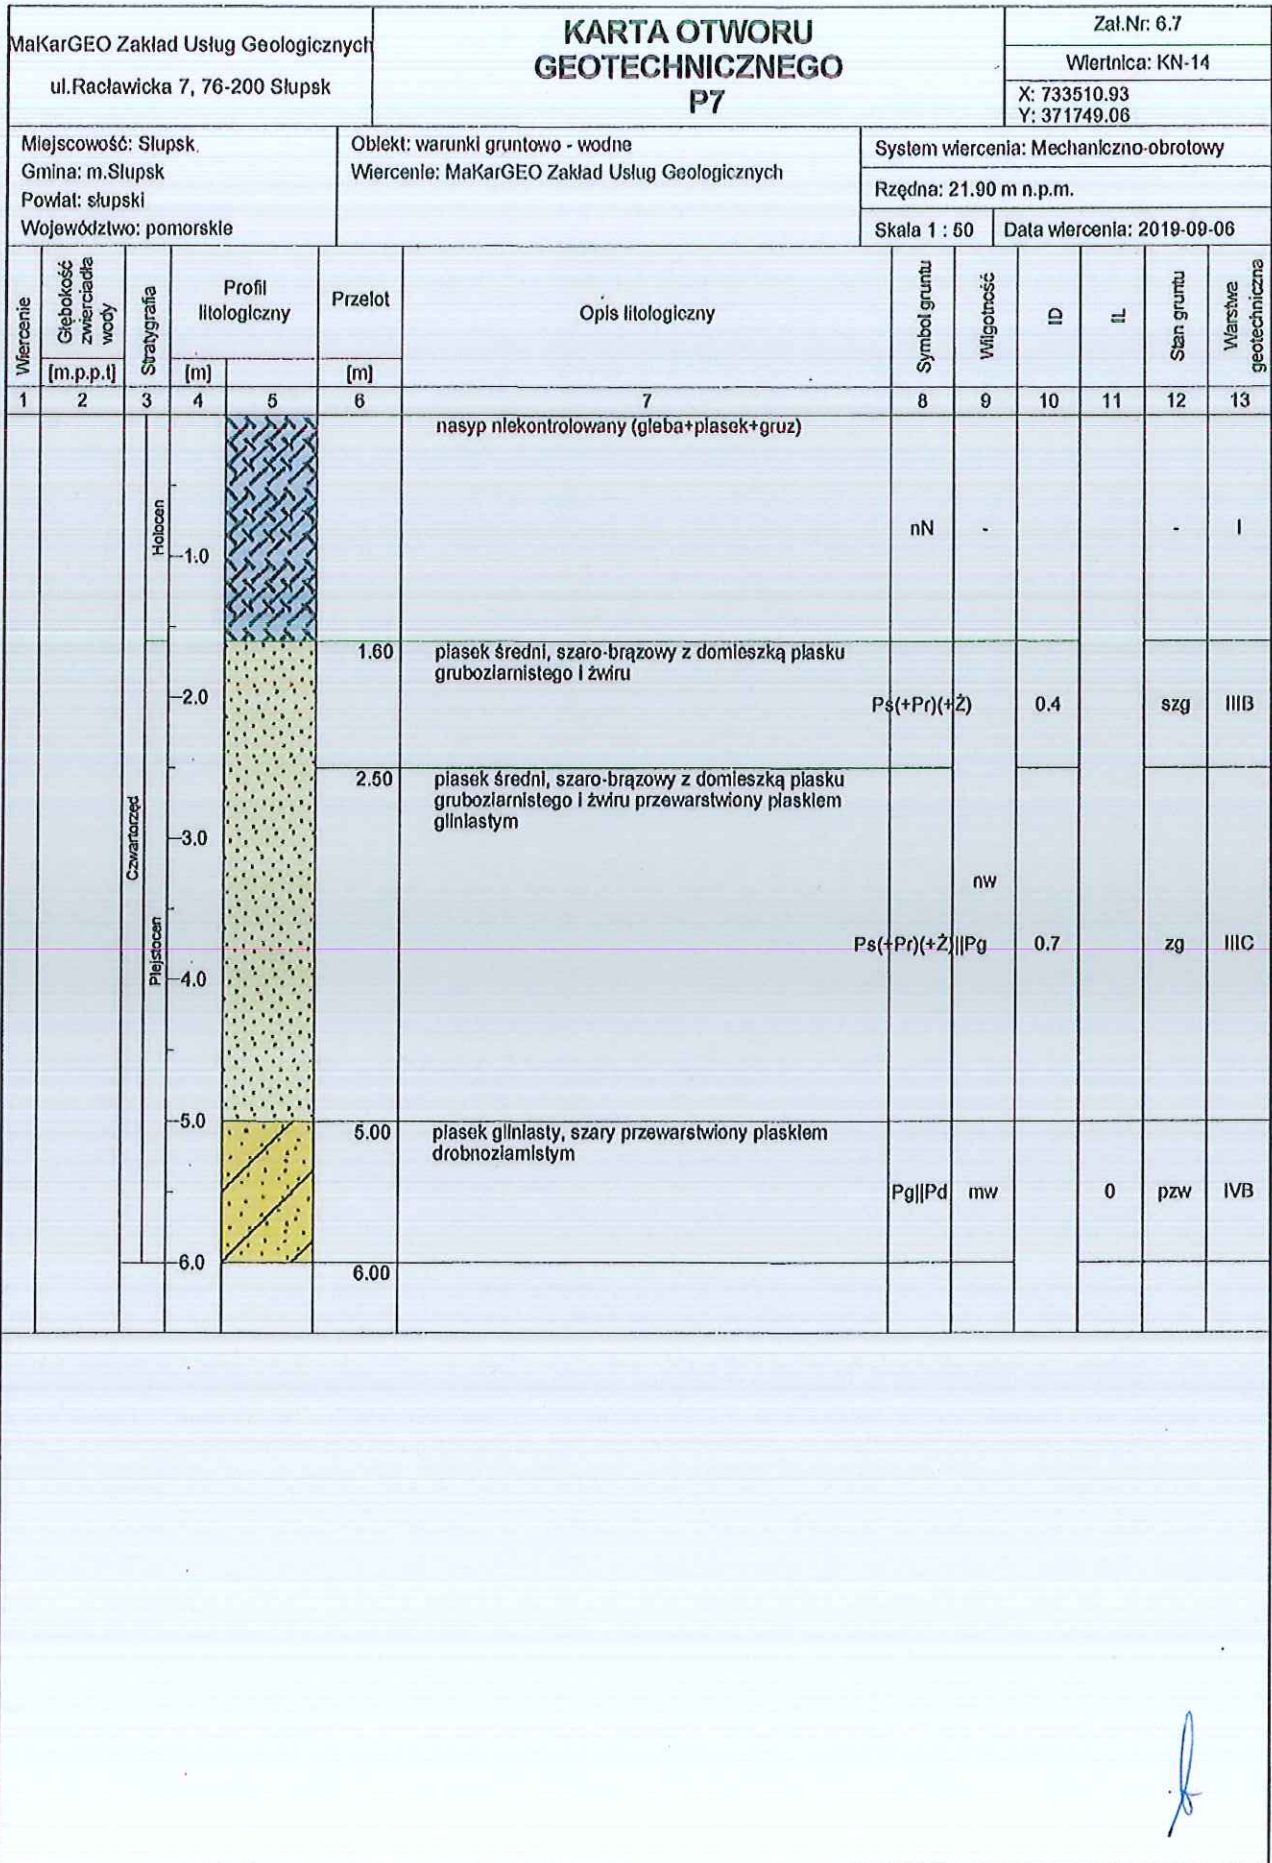 MaKarGEO Zakład Usług Geologicznych
ul.Racławicka 7, 76-200 Słupsk
KARTA OTWORU
GEOTECHNICZNEGO
P7
Zał.Nr: 6.7
Wiertnica: KN-14
X: 733510.93
Y: 371749.06
Miejscowość: Słupsk
Gmina: m.Słupsk
Powiat: słupski
Województwo: pomorskie
Obiekt: warunki gruntowo - wodne
Wiercenie: MaKarGEO Zakład Usług Geologicznych
System wiercenia: Mechaniczno-obrotowy
Rzędna: 21.90 m n.p.m.
Skala 1 : 50
Data wiercenia: 2019-09-06
Wiercenie
Głębokość
zwierciadła
wody
[m.p.p.t]
Stratygrafia
Profil
litologiczny
[m]
Przelot
[m]
Opis litologiczny
Symbol gruntu
Wilgotność
ID
IL
Stan gruntu
Warstwa
geotechniczna
1 2 3 4 5 6 7 8 9 10 11 12 13
nasyp niekontrolowany (gleba+piasek+gruz)
Holocen
-1.0
nN - - I
1.60 piasek średni, szaro-brązowy z domieszką piasku
gruboziarnistego i żwiru
-2.0
Ps(+Pr)(+Ż) 0.4 szg IIIB
2.50 piasek średni, szaro-brązowy z domieszką piasku
gruboziarnistego i żwiru przewarstwiony piaskiem
gliniastym
Czwartorzęd
-3.0
nw
Plejstocen
Ps(+Pr)(+Ż)||Pg 0.7 zg IIIC
-4.0
-5.0
5.00 piasek gliniasty, szary przewarstwiony piaskiem
drobnoziarnistym
Pg||Pd mw 0 pzw IVB
-6.0
6.00